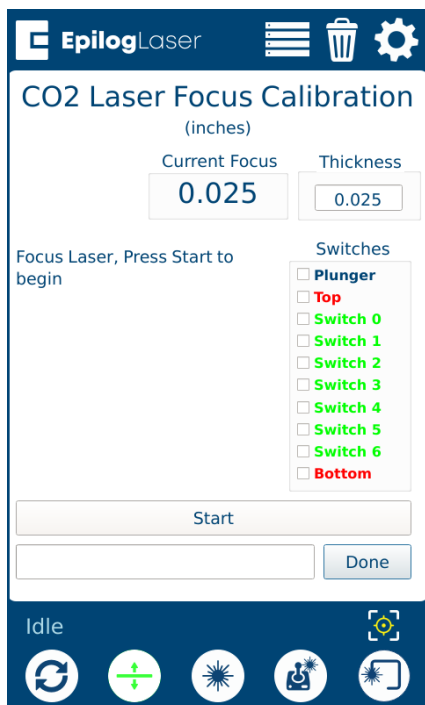 EpilogLaser
CO2 Laser Focus Calibration
(inches)
Current Focus
0.025
Thickness
0.025
Focus Laser, Press Start to
begin
Switches
Plunger
Top
Switch 0
Switch 1
Switch 2
Switch 3
Switch 4
Switch 5
Switch 6
Bottom
Start
Done
Idle